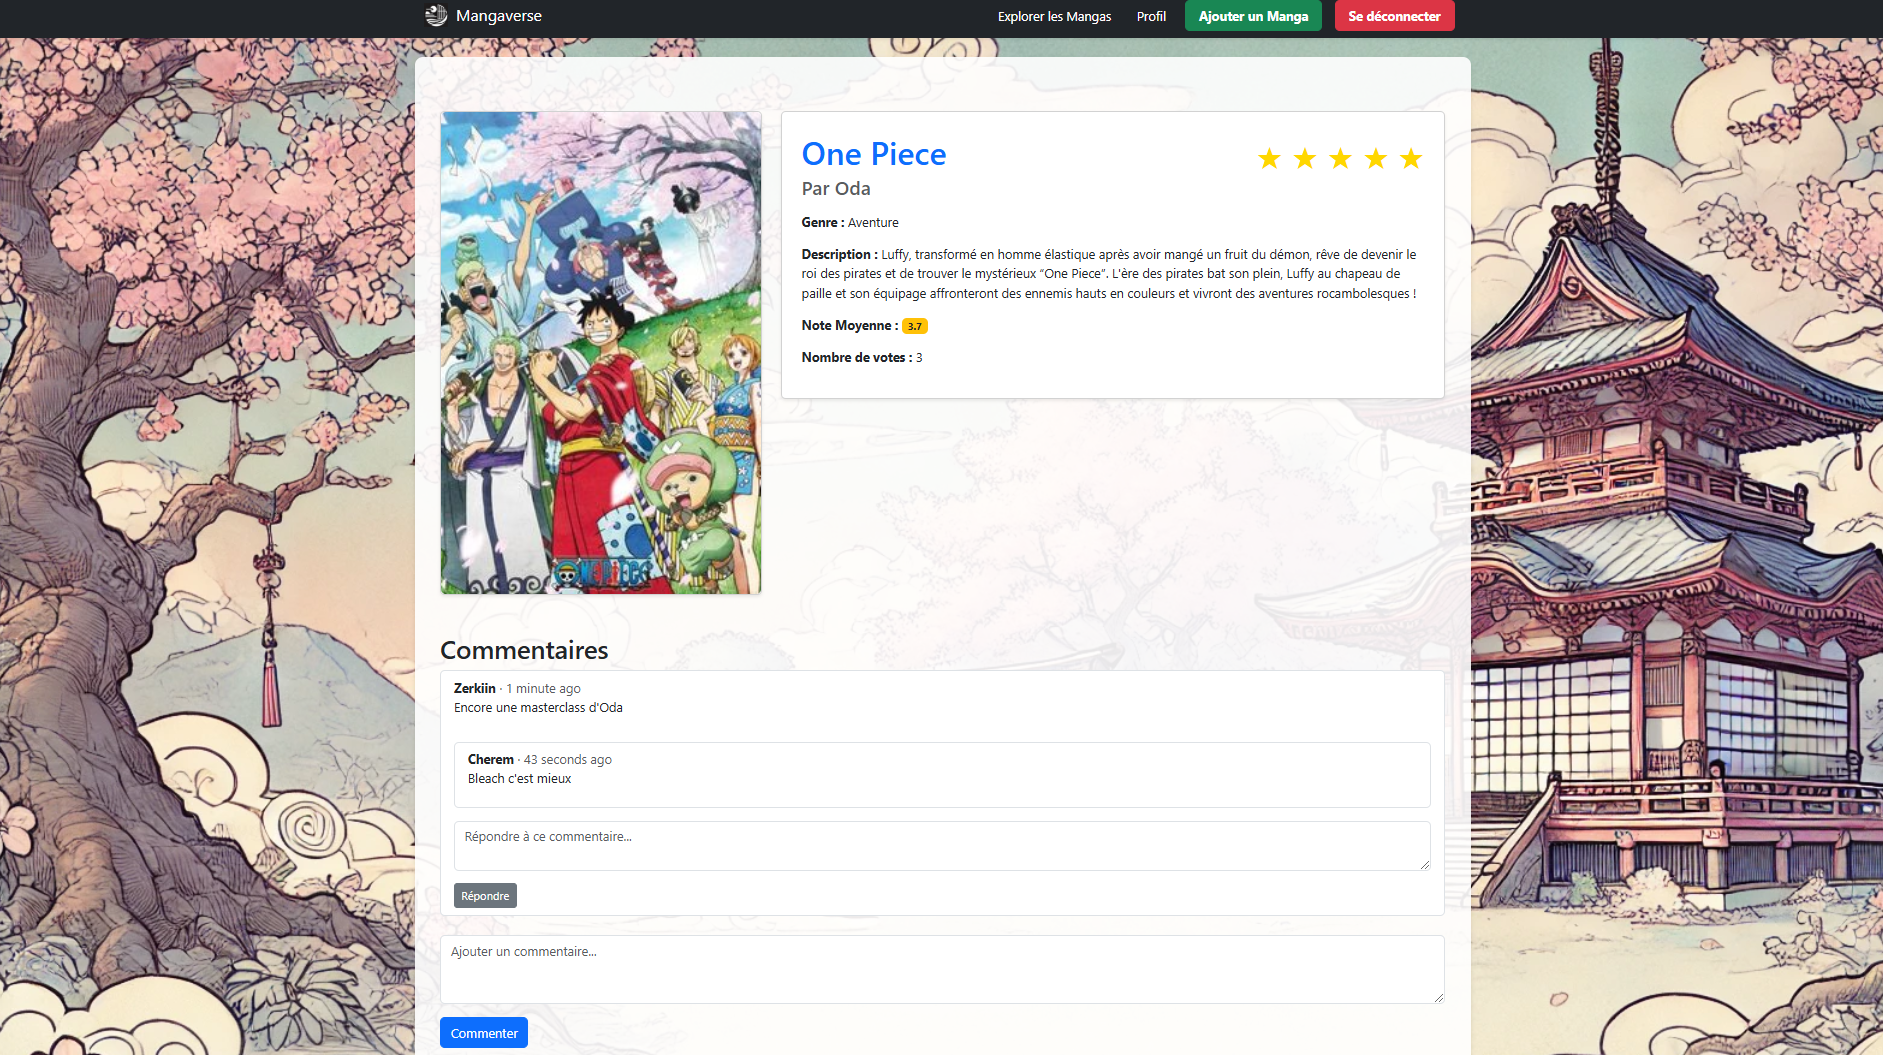 Mangaverse
Explorer les Mangas
Profil
Ajouter un Manga
Se déconnecter
One Piece
Par Oda
Genre : Aventure
Description : Luffy, transformé en homme élastique après avoir mangé un fruit du démon, rêve de devenir le
roi des pirates et de trouver le mystérieux “One Piece”. L'ère des pirates bat son plein, Luffy au chapeau de
paille et son équipage affronteront des ennemis hauts en couleurs et vivront des aventures rocambolesques !
Note Moyenne : 3.7
Nombre de votes : 3
ONE PIECE
Commentaires
Zerkiin · 1 minute ago
Encore une masterclass d'Oda
Cherem · 43 seconds ago
Bleach c'est mieux
Répondre à ce commentaire...
Répondre
Ajouter un commentaire...
Commenter